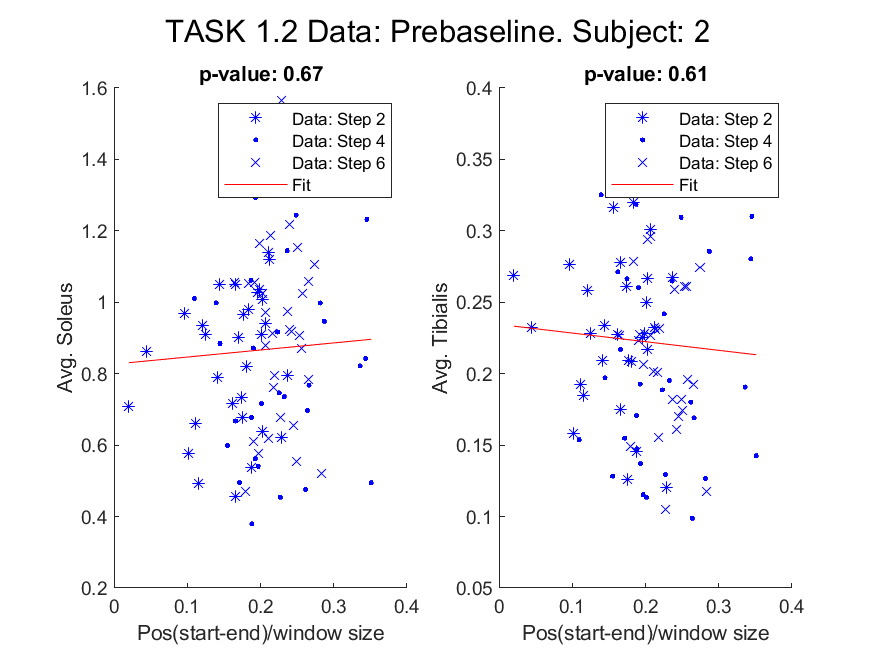 TASK 1.2 Data: Prebaseline. Subject: 2
p-value: 0.67
1.6
1.4
1.2
1
0.8
0.6
0.4
0.2
Avg. Soleus
Data: Step 2
Data: Step 4
Data: Step 6
Fit
0 0.1 0.2 0.3 0.4
Pos(start-end)/window size
p-value: 0.61
0.4
0.35
0.3
0.25
0.2
0.15
0.1
0.05
Avg. Tibialis
Data: Step 2
Data: Step 4
Data: Step 6
Fit
0 0.1 0.2 0.3 0.4
Pos(start-end)/window size